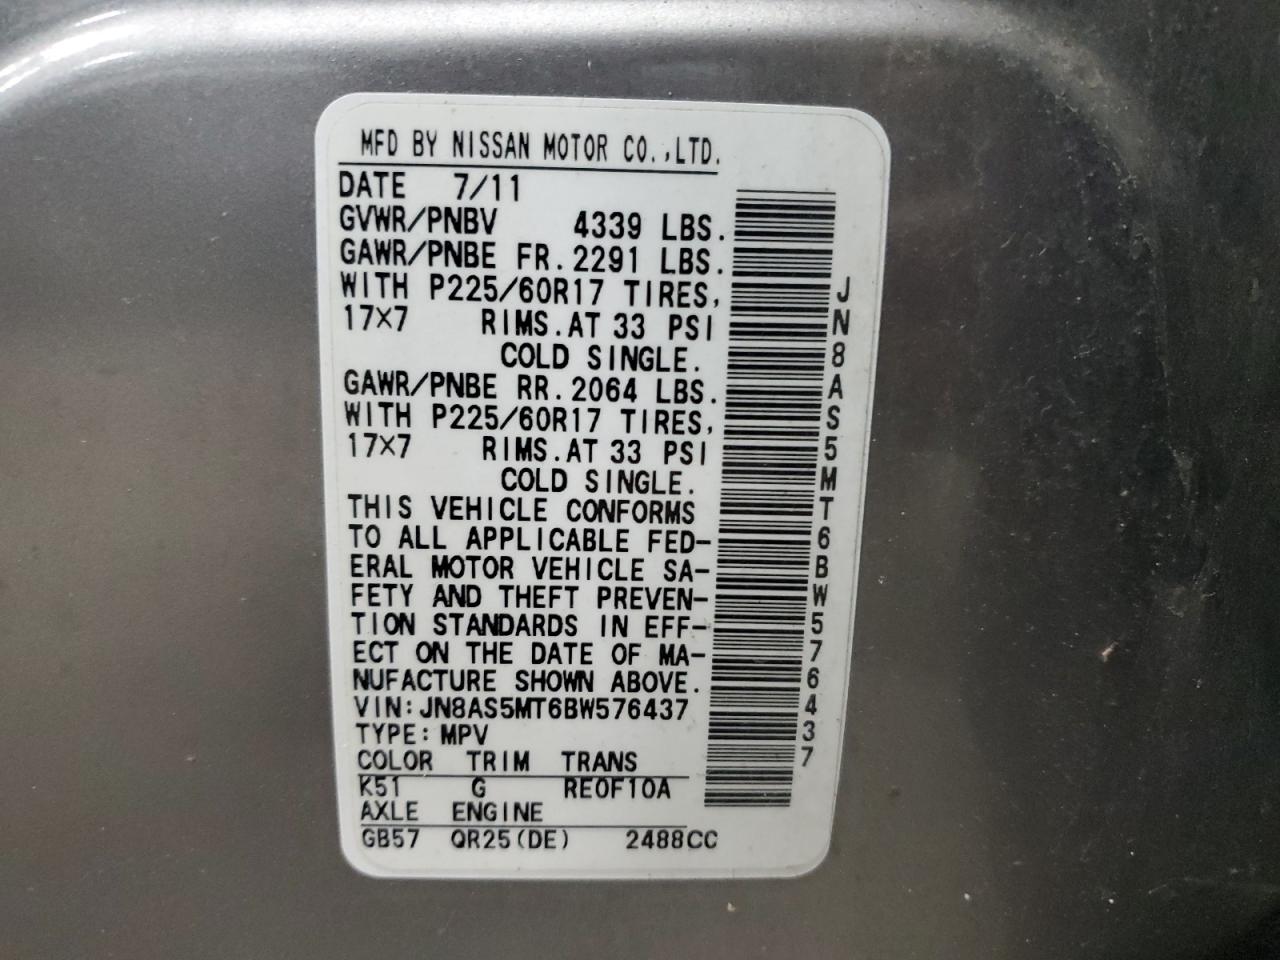 MFD BY NISSAN MOTOR CO.,LTD.
DATE 7/11
GVWR/PNBV 4339 LBS.
GAWR/PNBE FR.2291 LBS.
WITH P225/60R17 TIRES,
17×7 RIMS.AT 33 PSI
COLD SINGLE.
GAWR/PNBE RR.2064 LBS.
WITH P225/60R17 TIRES,
17×7 RIMS.AT 33 PSI
COLD SINGLE.
THIS VEHICLE CONFORMS
TO ALL APPLICABLE FED-
ERAL MOTOR VEHICLE SA-
FETY AND THEFT PREVEN-
TION STANDARDS IN EFF-
ECT ON THE DATE OF MA-
NUFACTURE SHOWN ABOVE.
VIN:JN8AS5MT6BW576437
TYPE:MPV
COLOR TRIM TRANS
K51 G RE0F10A
AXLE ENGINE
GB57 QR25(DE) 2488CC
JN8AS5MT6BW576437